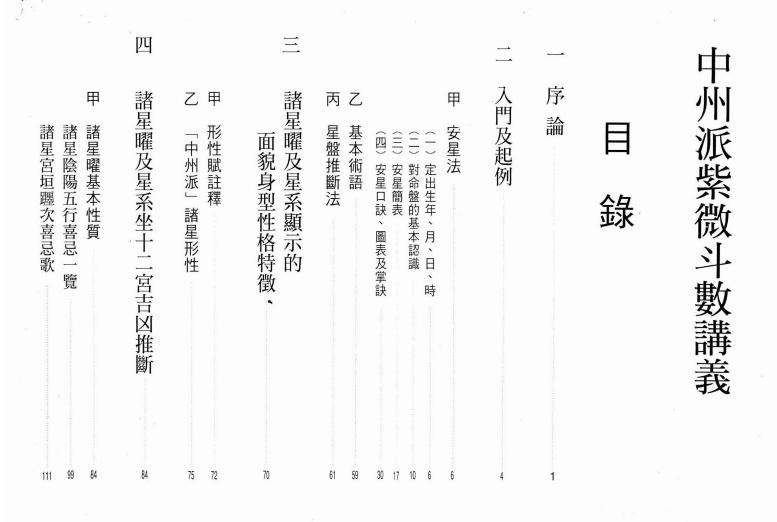 中州派紫微斗數講義
目錄
一 序論 1
二 入門及起例 4
甲 安星法 6
（一）定出生年、月、日、時 6
（二）對命盤的基本認識 10
（三）安星簡表 17
（四）安星口訣、圖表及掌訣 30
乙 基本術語 59
丙 星盤推斷法 61
三 諸星曜及星系顯示的
面貌身型性格特徵、 70
甲 形性賦註釋 72
乙 「中州派」諸星形性 75
四 諸星曜及星系坐十二宮吉凶推斷 84
甲 諸星曜基本性質 84
諸星陰陽五行喜忌一覽 99
諸星宮垣躔次喜忌歌 111